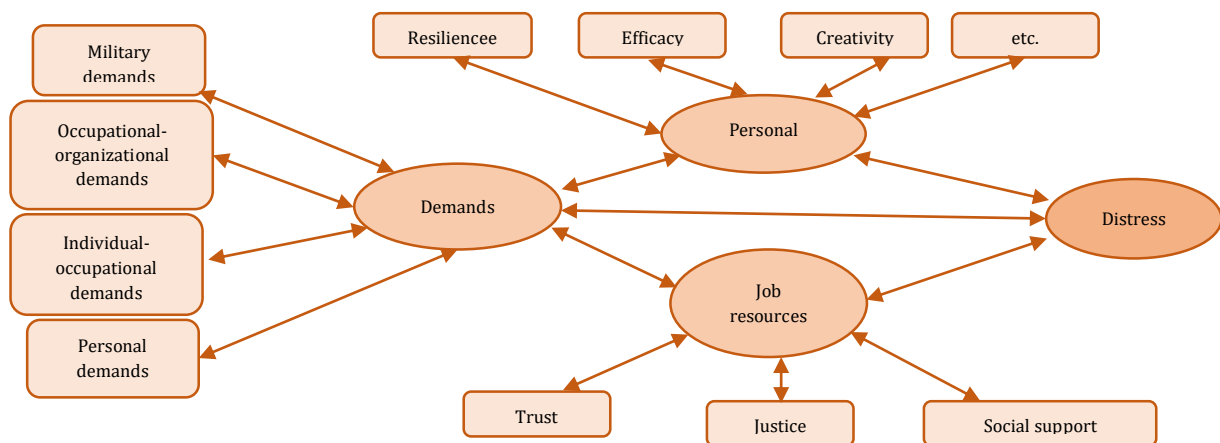 Resiliencee
Efficacy
Creativity
etc.
Military
demands
Occupational-
organizational
demands
Personal
Demands
Distress
Individual-
occupational
demands
Job
resources
Personal
demands
Trust
Justice
Social support